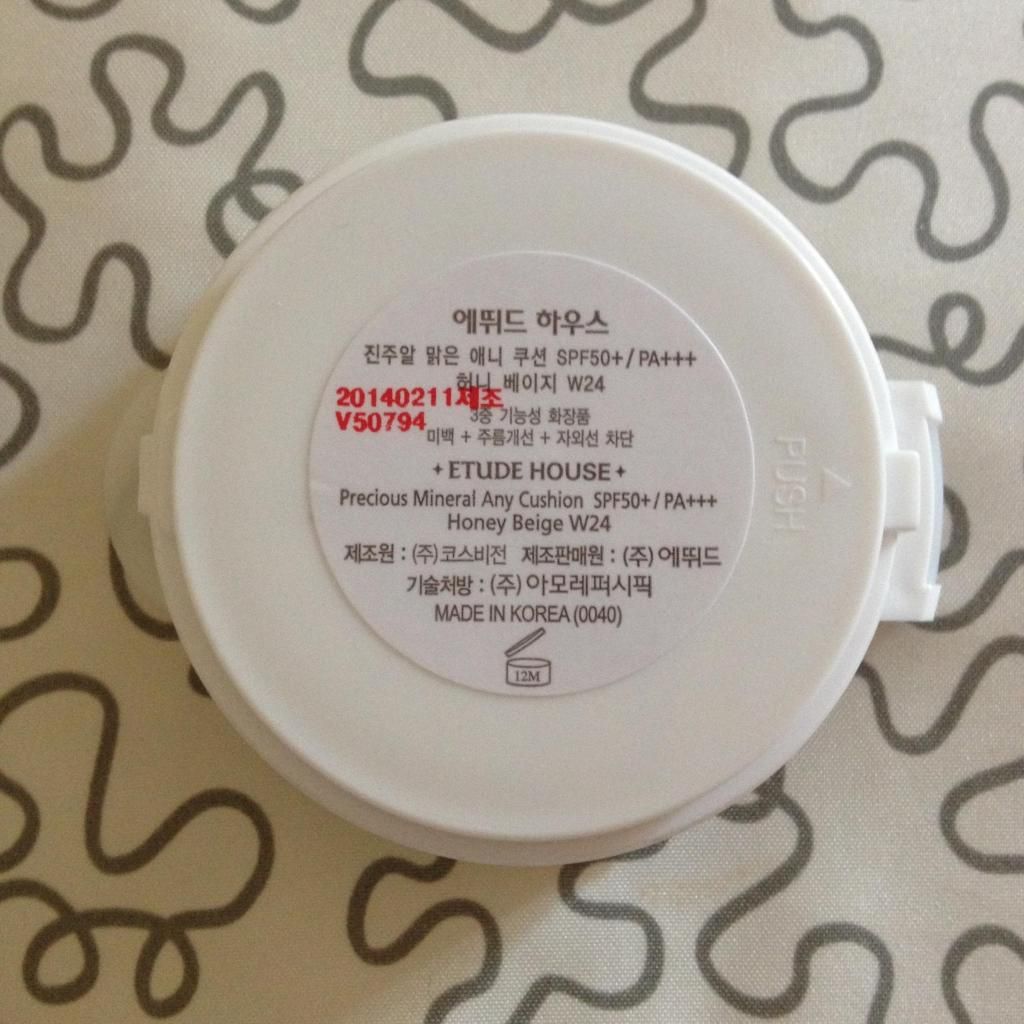 에뛰드 하우스
진주알 맑은 애니 쿠션 SPF50+/PA+++
허니 베이지 W24
20140211제조
V50794
3중 기능성 화장품
미백 + 주름개선 + 자외선 차단
ETUDE HOUSE
Precious Mineral Any Cushion SPF50+/PA+++
Honey Beige W24
제조원 : (주)코스비전 제조판매원 : (주)에뛰드
기술처방 : (주)아모레퍼시픽
MADE IN KOREA (0040)
12M
PUSH